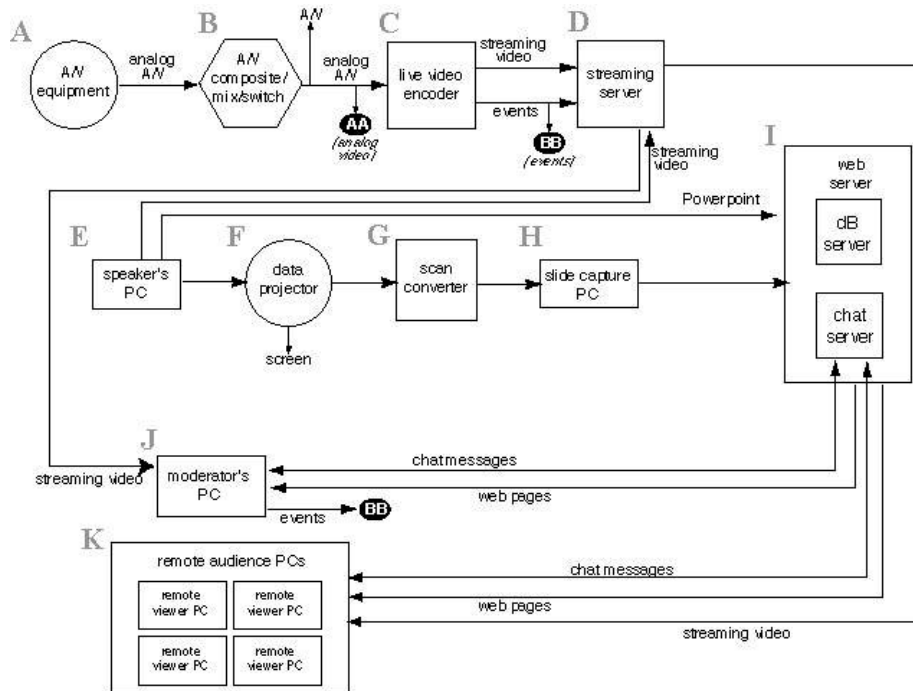 A
A/V
equipment
analog
A/V
B
A/V
composite/
mix/switch
A/V
analog
A/V
AA
(analog
video)
C
live video
encoder
streaming
video
events
BB
(events)
D
streaming
server
streaming
video
Powerpoint
I
web
server
dB
server
chat
server
E
speaker's
PC
F
data
projector
screen
G
scan
converter
H
slide capture
PC
J
moderator's
PC
streaming video
chat messages
web pages
events
BB
K
remote audience PCs
remote
viewer PC
remote
viewer PC
remote
viewer PC
remote
viewer PC
chat messages
web pages
streaming video